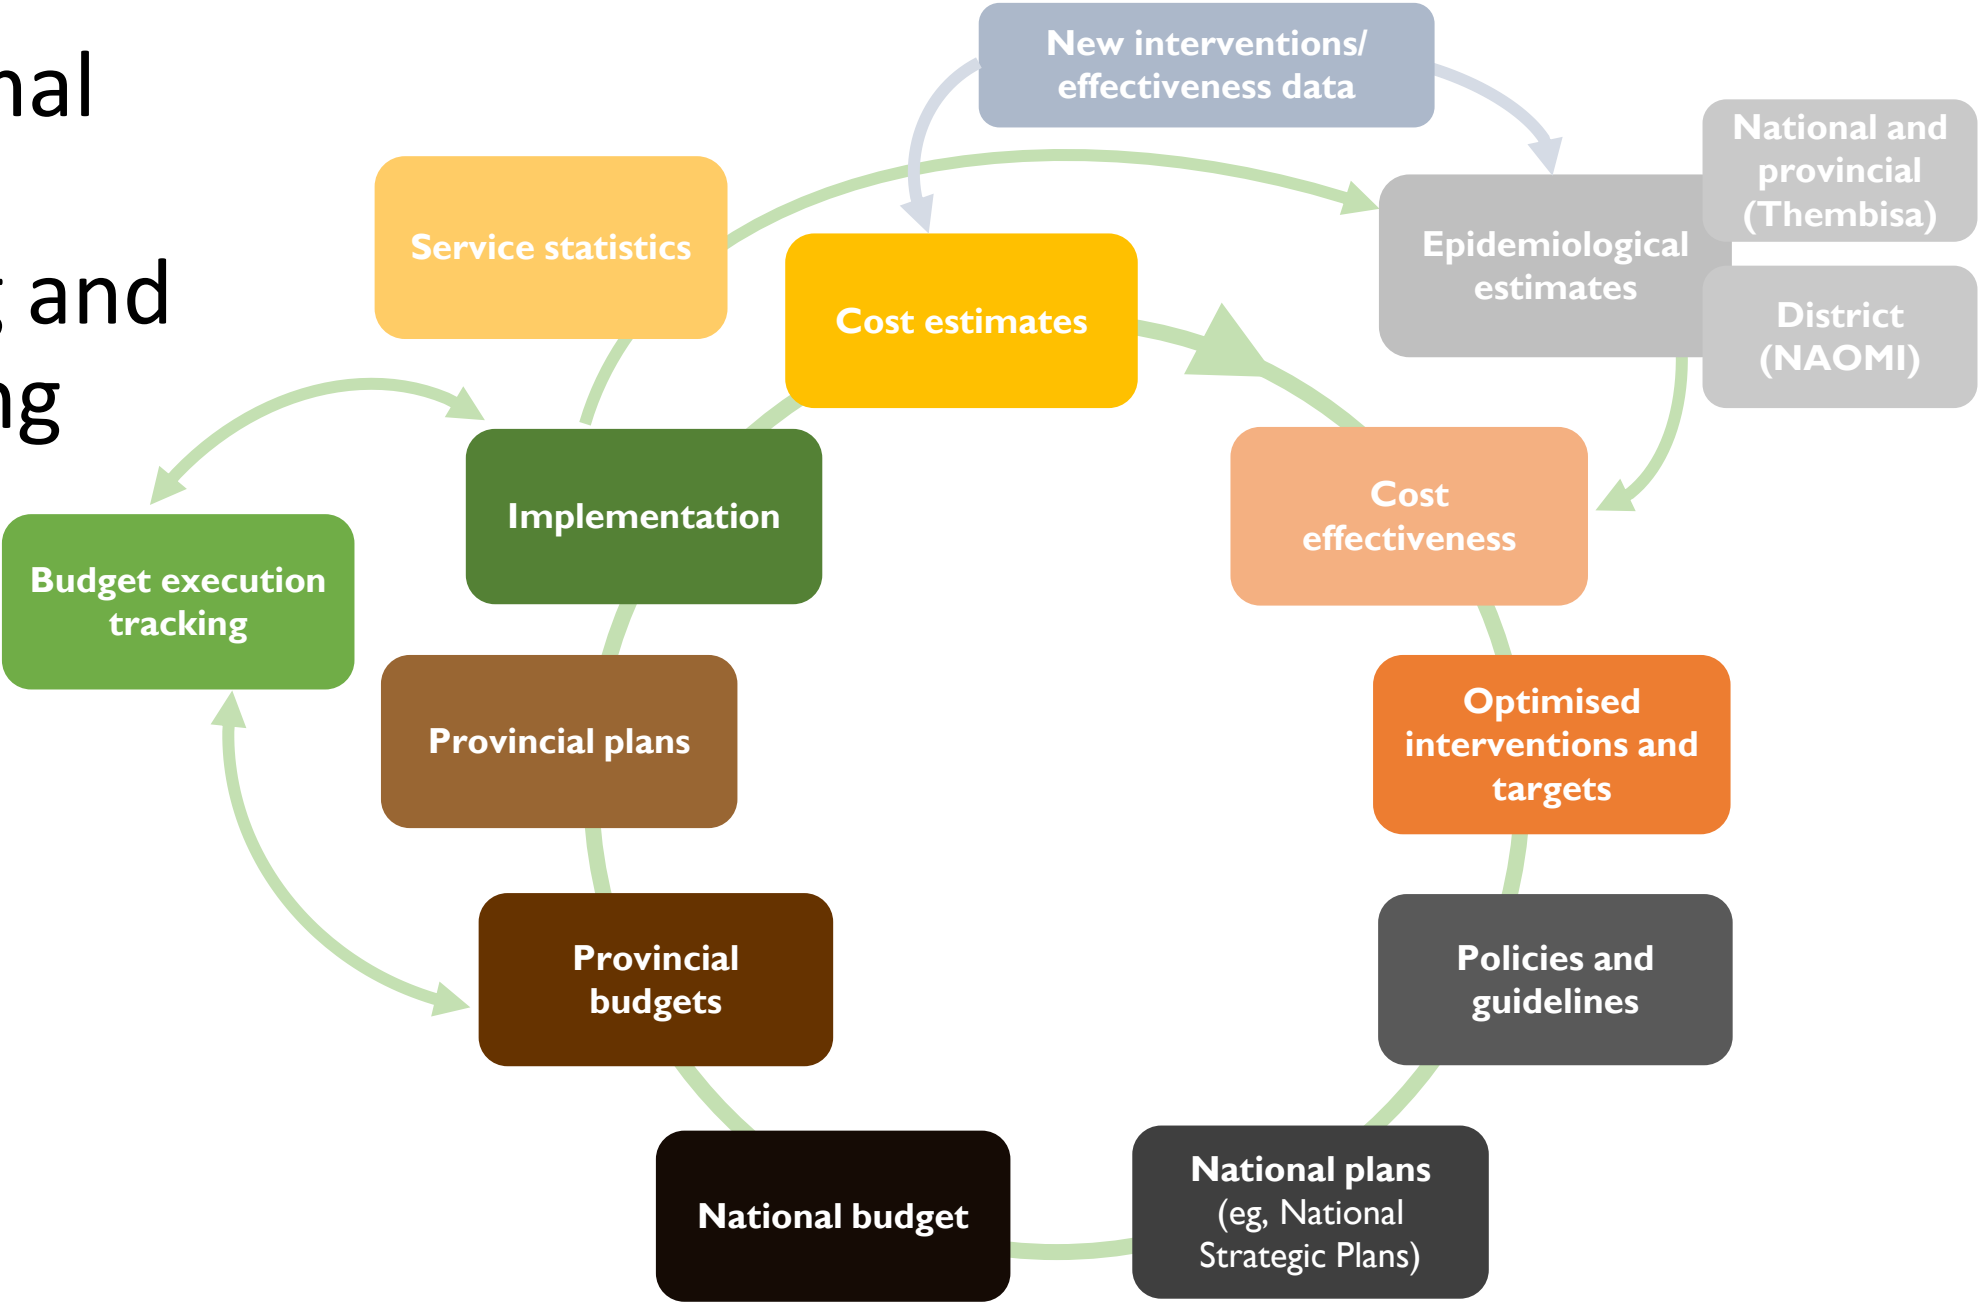 New interventions/
effectiveness data
National and
provincial
(Thembisa)
Service statistics
Epidemiological
estimates
Cost estimates
District
(NAOMI)
and
Implementation
Cost
effectiveness
Budget execution
tracking
Provincial plans
Optimised
interventions and
targets
Provincial
budgets
Policies and
guidelines
National budget
National plans
(eg, National
Strategic Plans)